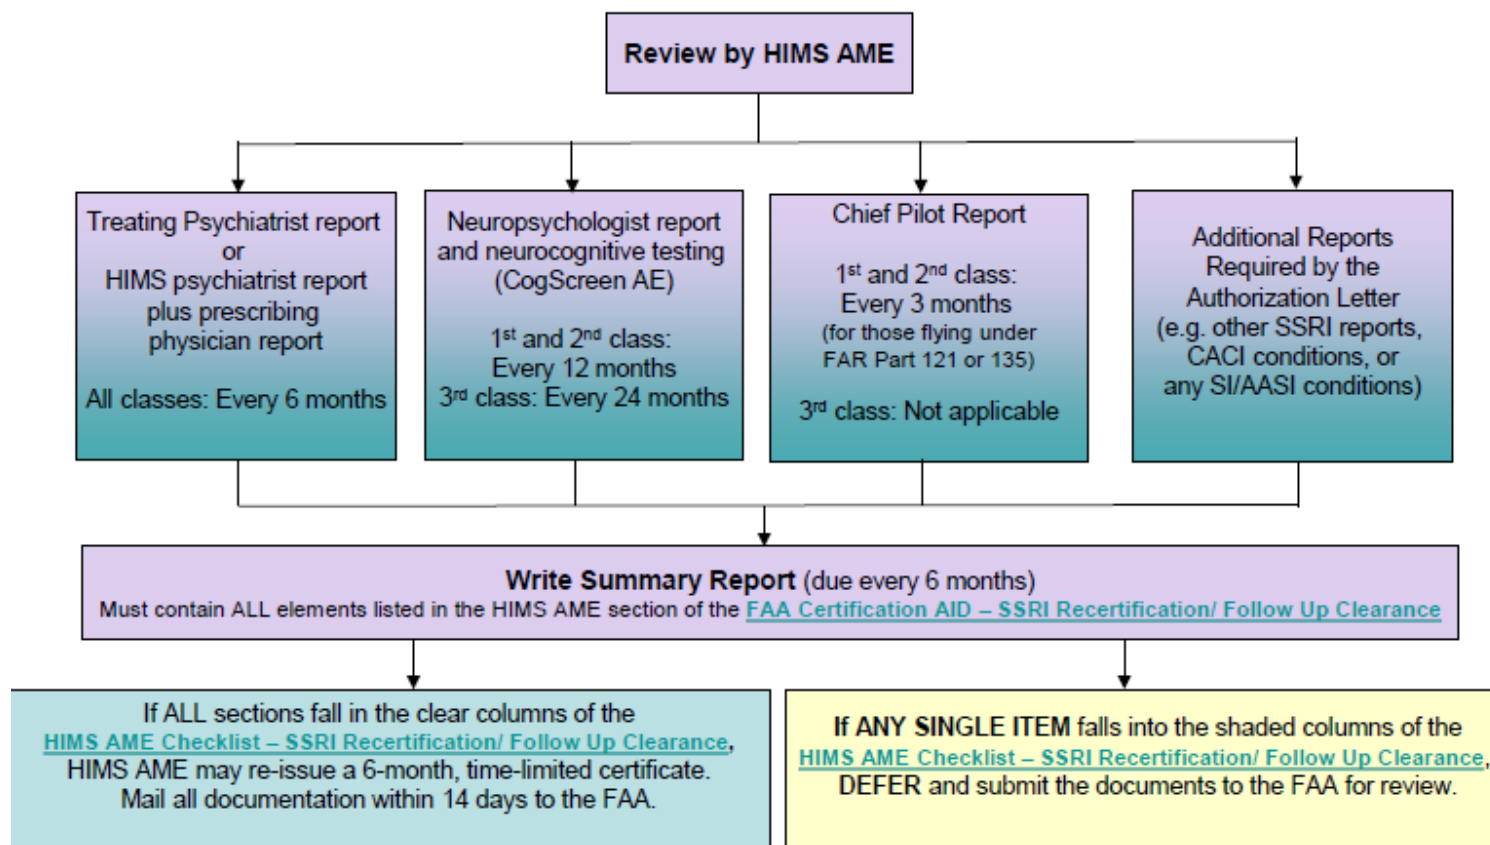 Review by HIMS AME
Treating Psychiatrist report
or
HIMS psychiatrist report
plus prescribing
physician report
All classes: Every 6 months
Neuropsychologist report
and neurocognitive testing
(CogScreen AE)
1st and 2nd class:
Every 12 months
3rd class: Every 24 months
Chief Pilot Report
1st and 2nd class:
Every 3 months
(for those flying under
FAR Part 121 or 135)
3rd class: Not applicable
Additional Reports
Required by the
Authorization Letter
(e.g. other SSRI reports,
CACI conditions, or
any SI/AASI conditions)
Write Summary Report (due every 6 months)
Must contain ALL elements listed in the HIMS AME section of the FAA Certification AID – SSRI Recertification/ Follow Up Clearance
If ALL sections fall in the clear columns of the
HIMS AME Checklist – SSRI Recertification/ Follow Up Clearance,
HIMS AME may re-issue a 6-month, time-limited certificate.
Mail all documentation within 14 days to the FAA.
If ANY SINGLE ITEM falls into the shaded columns of the
HIMS AME Checklist – SSRI Recertification/ Follow Up Clearance,
DEFER and submit the documents to the FAA for review.